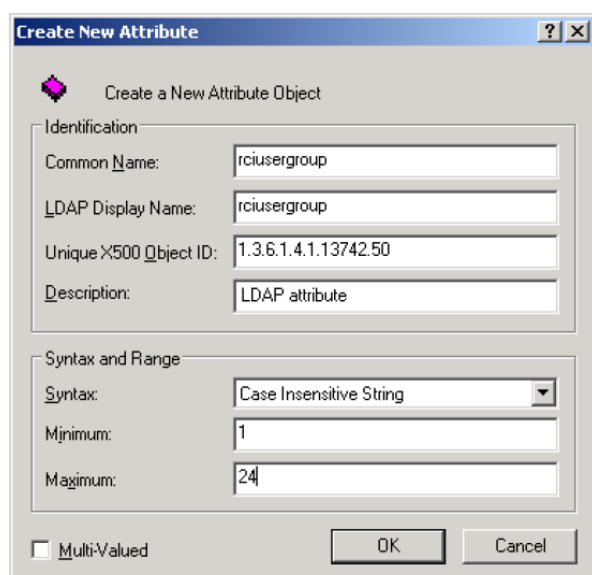 Create New Attribute
Create a New Attribute Object
Identification
Common Name: rciusergroup
LDAP Display Name: rciusergroup
Unique X500 Object ID: 1.3.6.1.4.1.13742.50
Description: LDAP attribute
Syntax and Range
Syntax: Case Insensitive String
Minimum: 1
Maximum: 24
Multi-Valued OK Cancel